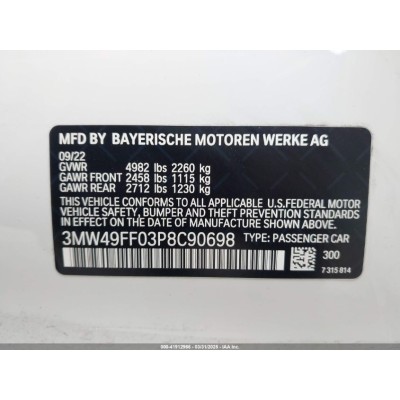 MFD BY BAYERISCHE MOTOREN WERKE AG
09/22
GVWR 4982 lbs 2260 kg
GAWR FRONT 2458 lbs 1115 kg
GAWR REAR 2712 lbs 1230 kg
THIS VEHICLE CONFORMS TO ALL APPLICABLE U.S.FEDERAL MOTOR
VEHICLE SAFETY, BUMPER, AND THEFT PREVENTION STANDARDS
IN EFFECT ON THE DATE OF MANUFACTURE SHOWN ABOVE.
3MW49FF03P8C90698 TYPE: PASSENGER CAR
300
7 315 814